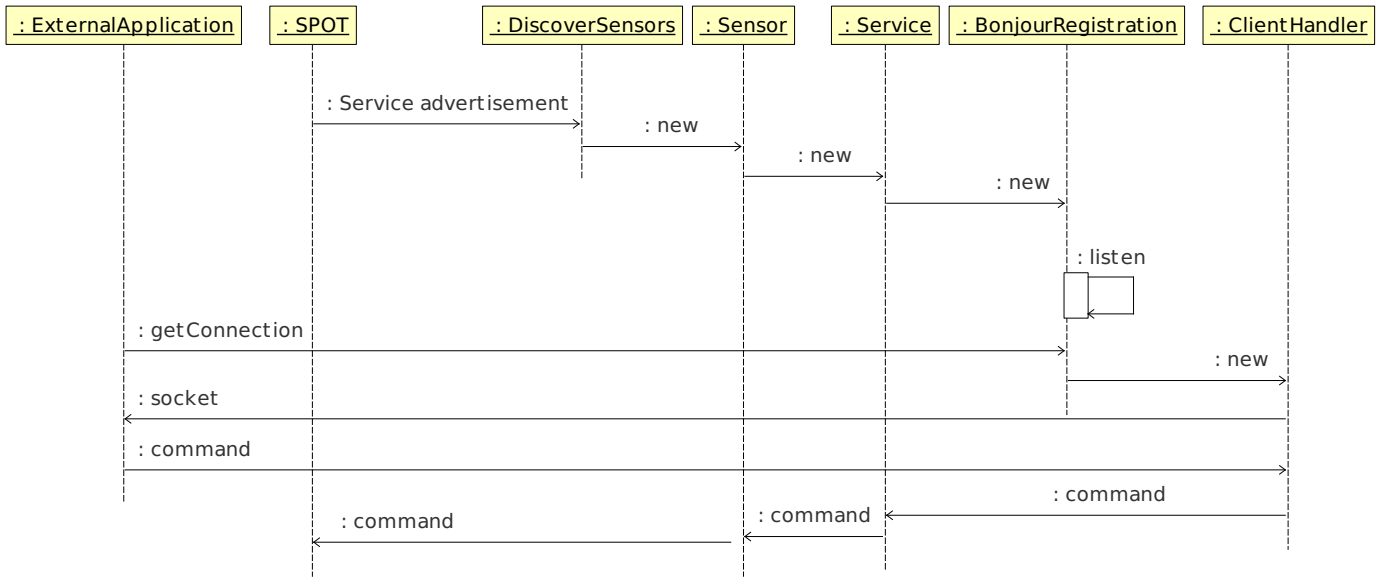 : ExternalApplication
: SPOT
: DiscoverSensors
: Sensor
: Service
: BonjourRegistration
: ClientHandler
: Service advertisement
: new
: new
: new
: listen
: getConnection
: new
: socket
: command
: command
: command
: command